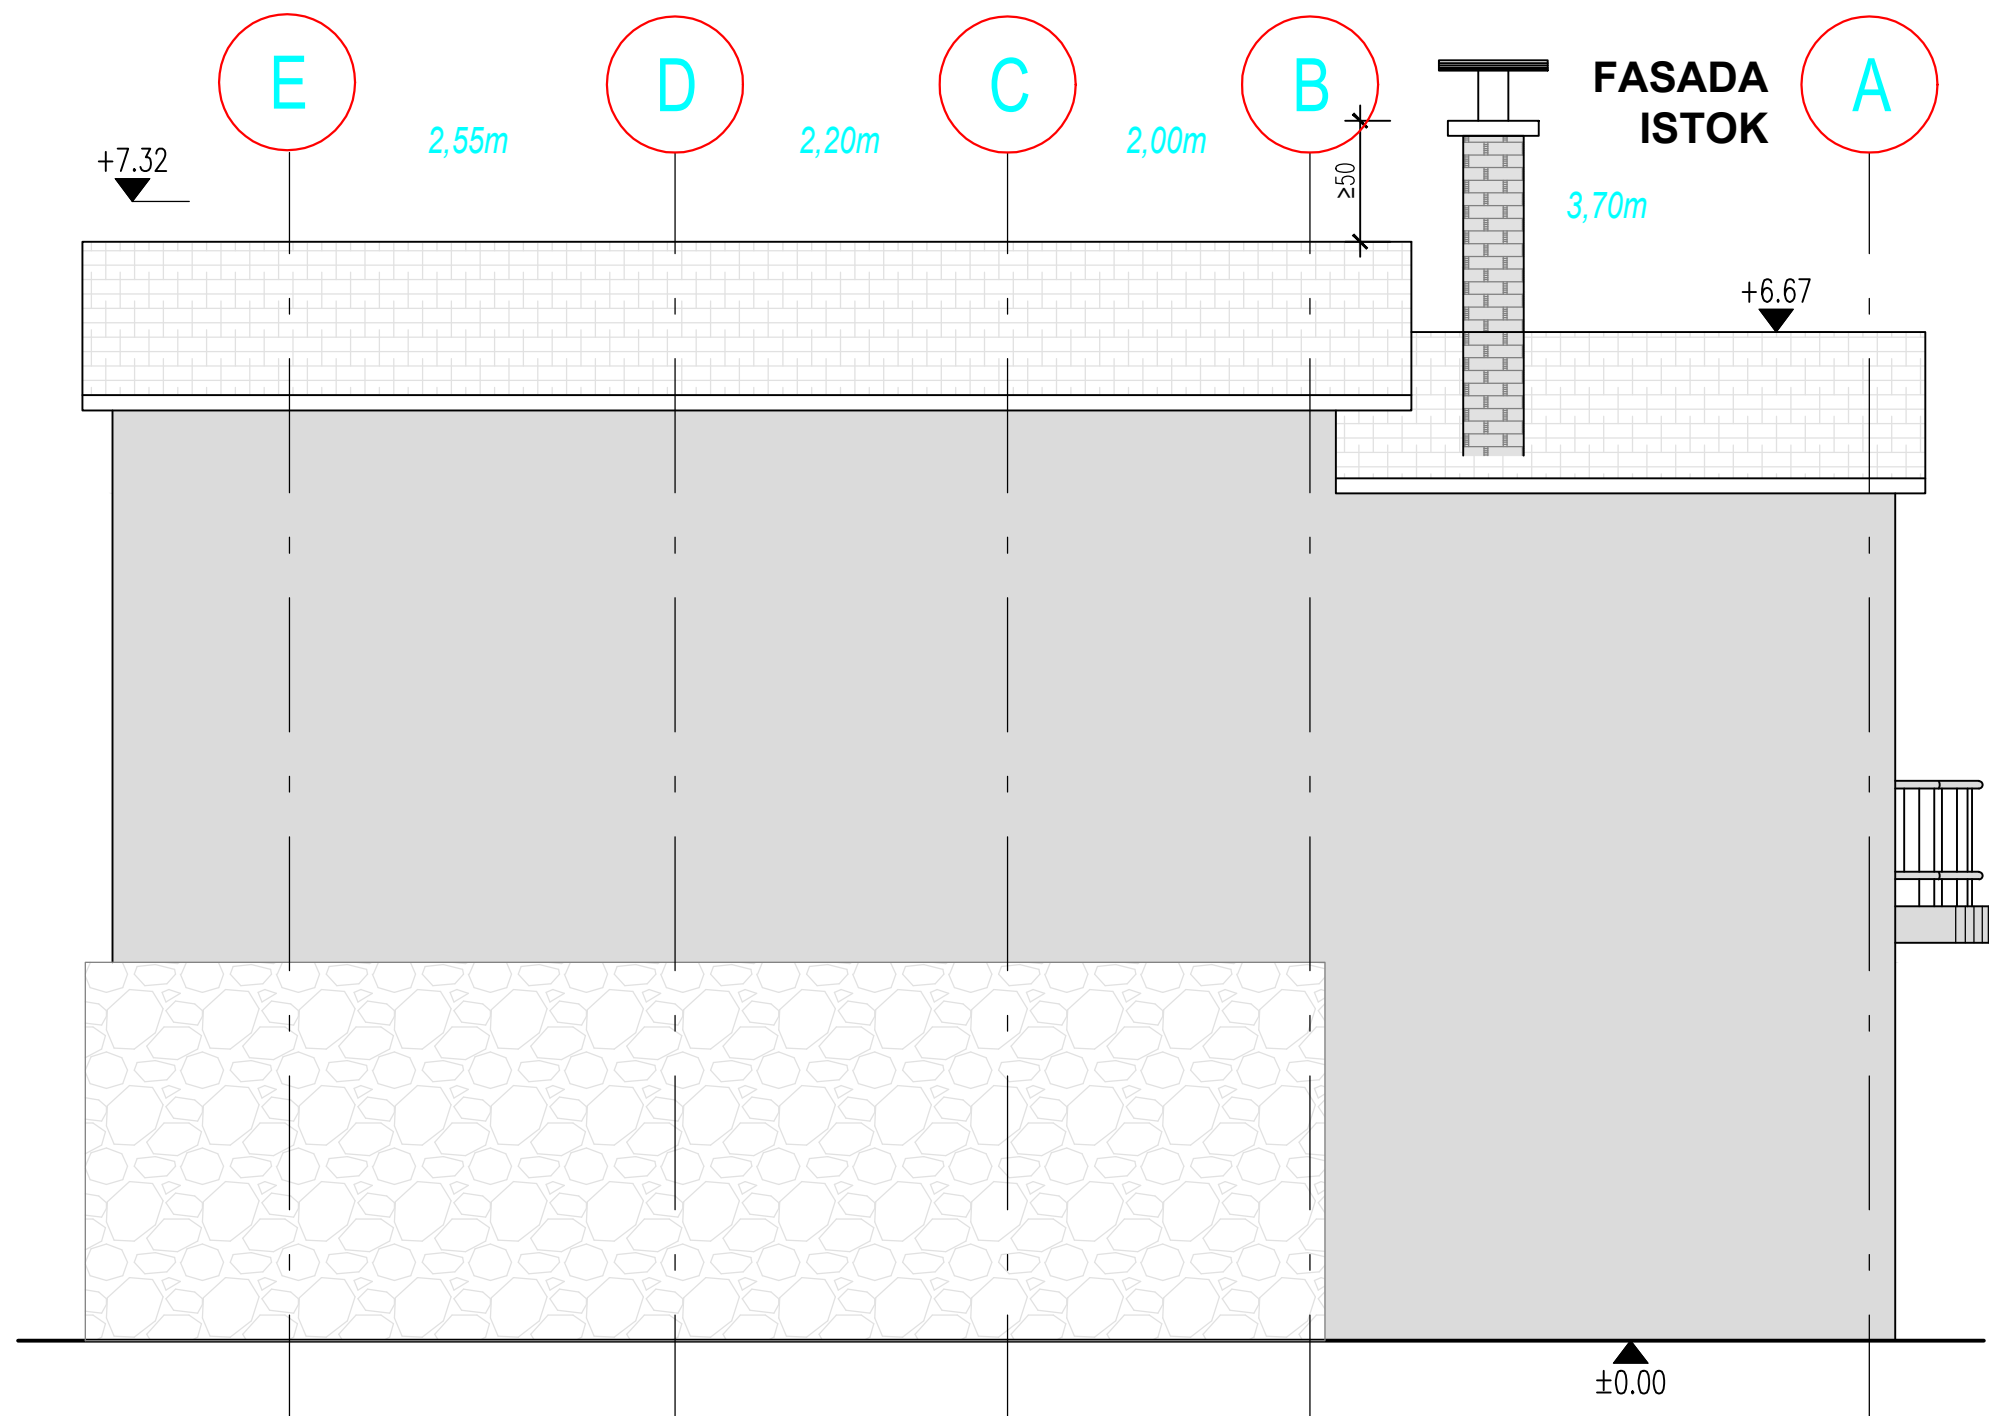 E
D
C
B
FASADA
ISTOK
A
2,55m
2,20m
2,00m
+7.32
≥50
3,70m
+6.67
±0.00